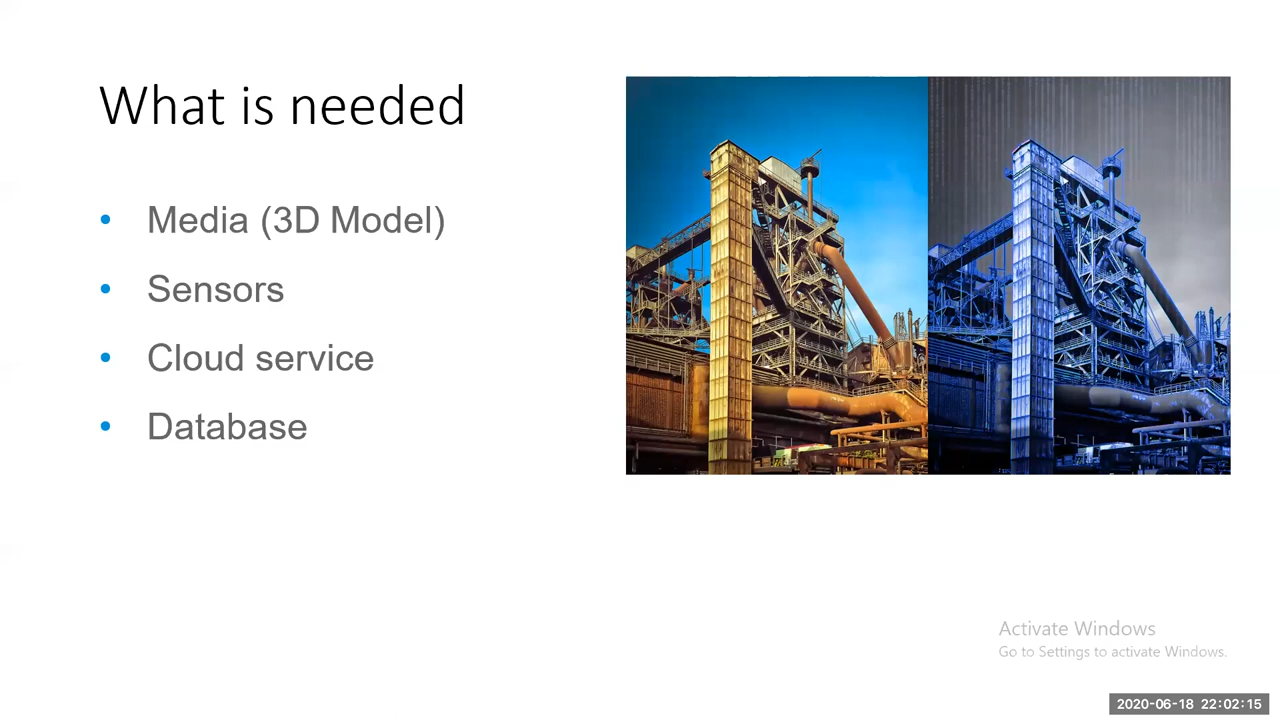 What is needed
• Media (3D Model)
• Sensors
• Cloud service
• Database
Activate Windows
Go to Settings to activate Windows.
2020-06-18 22:02:15